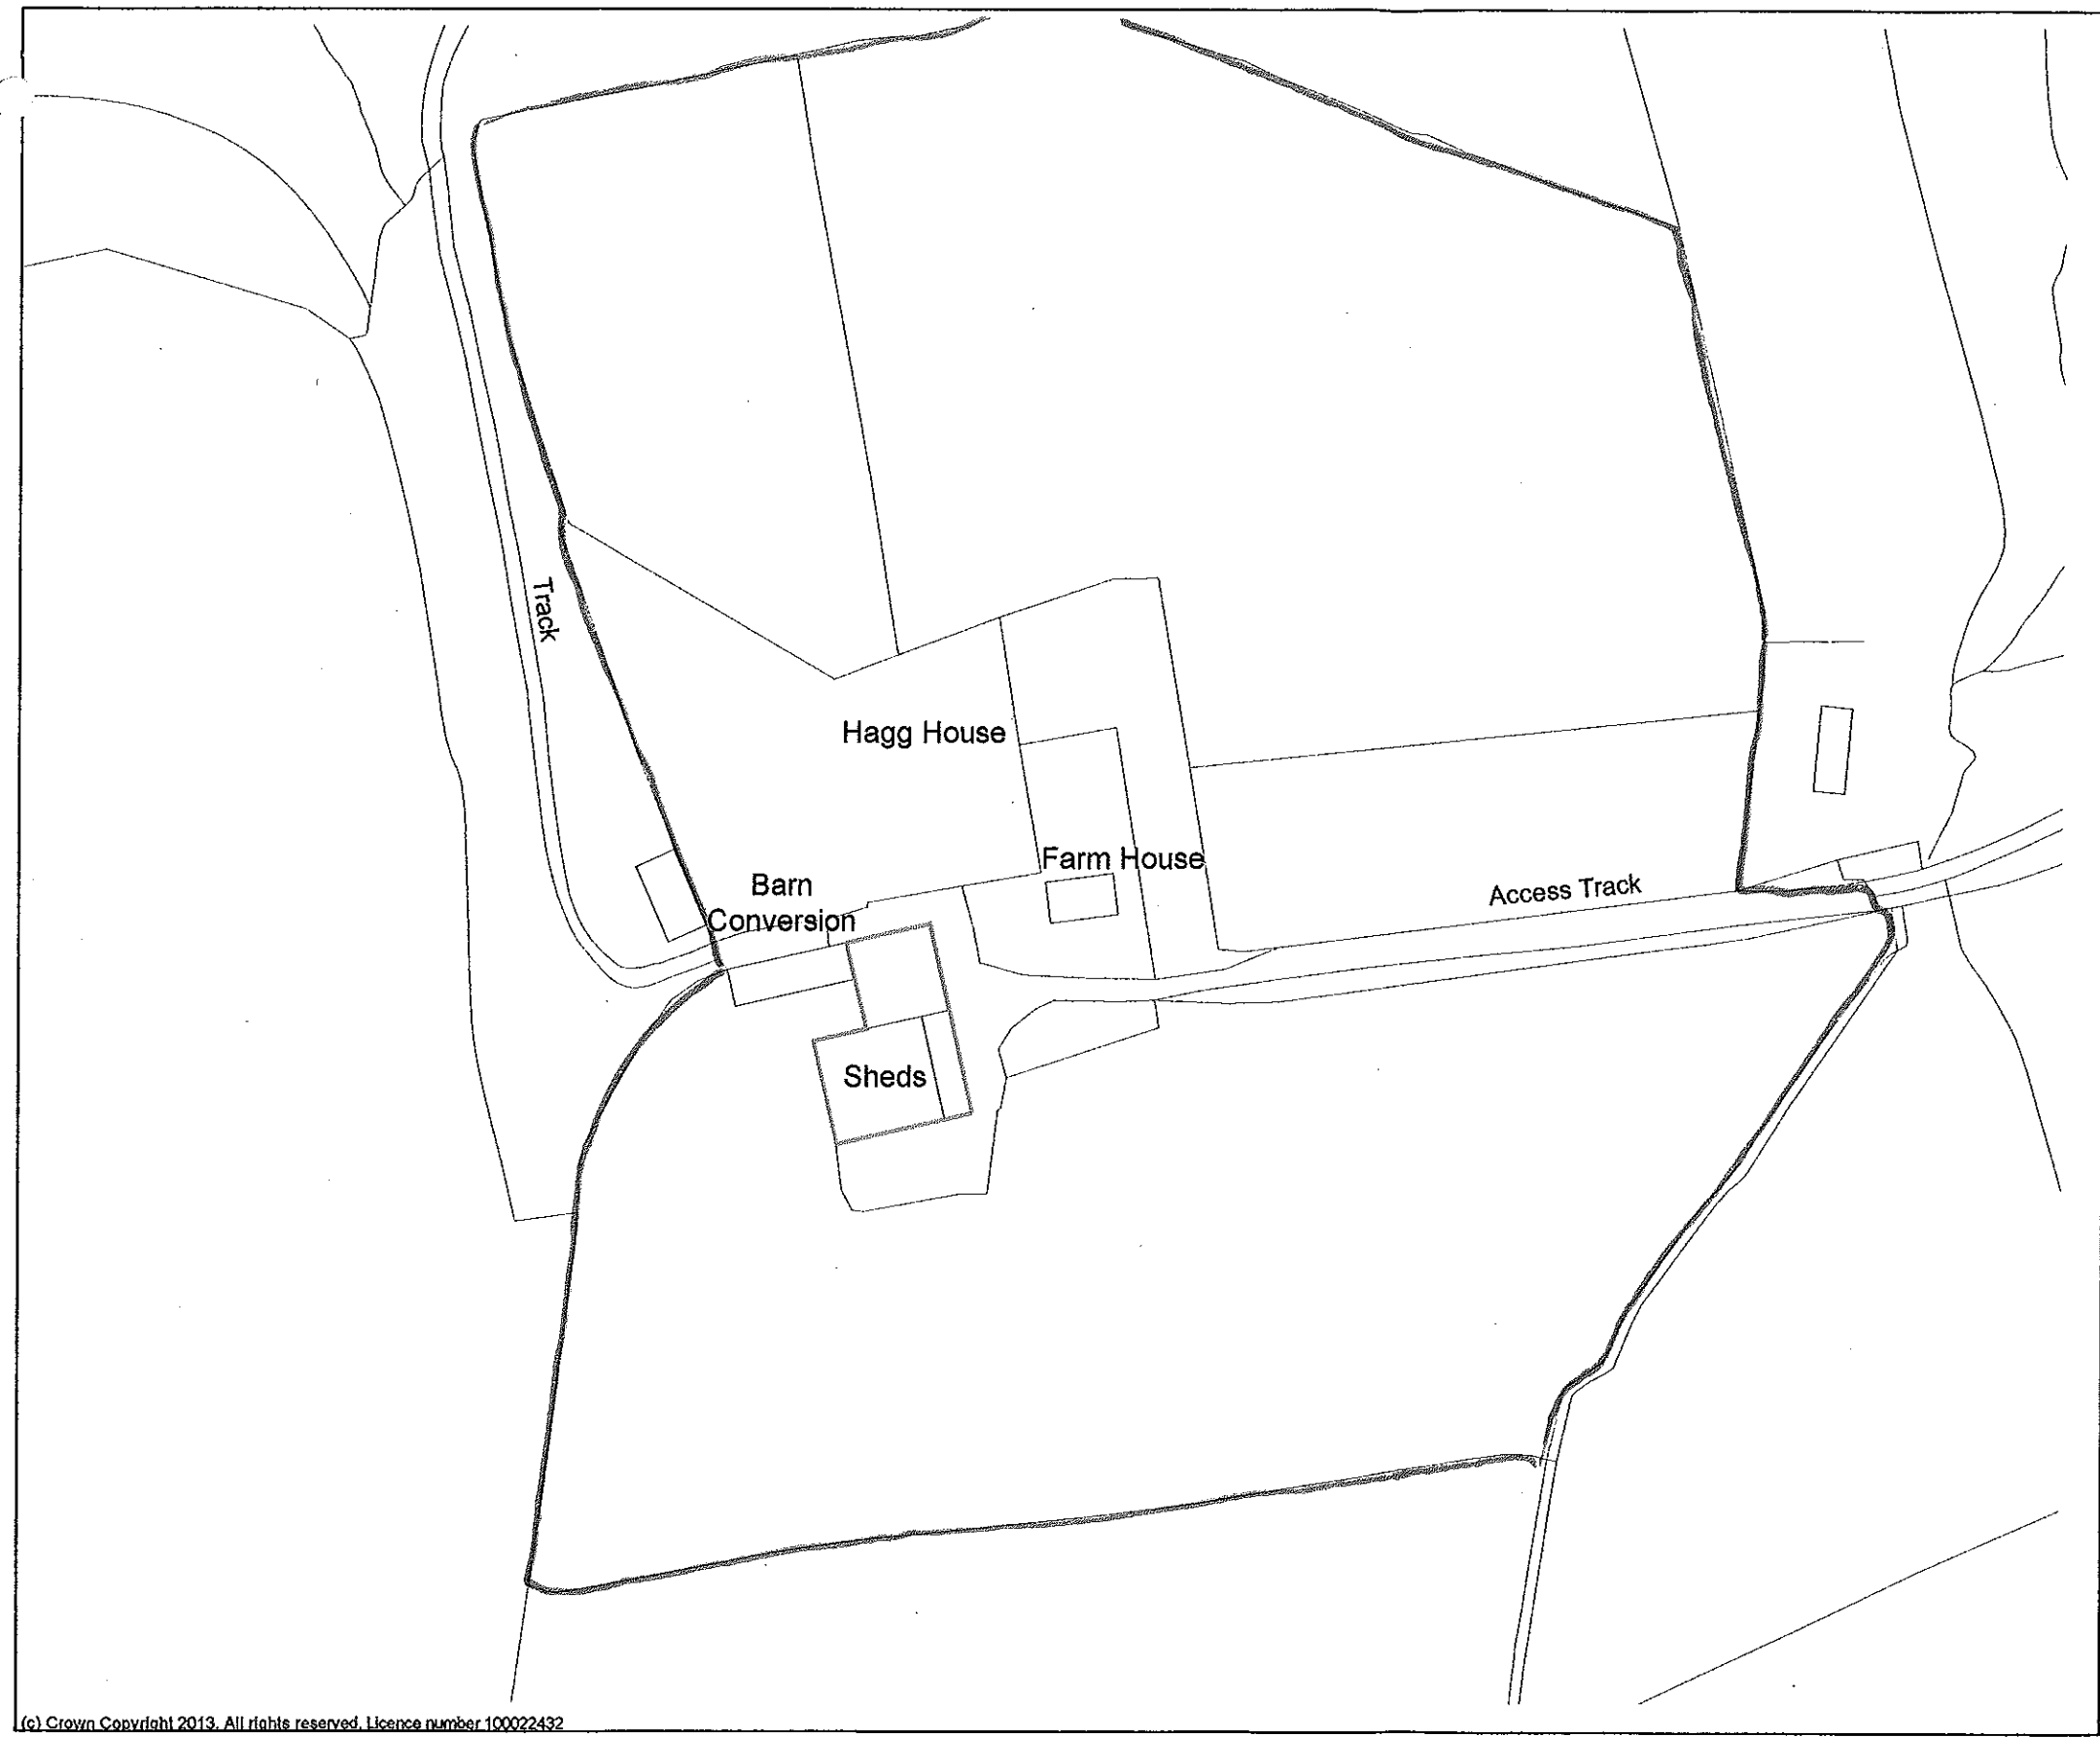 Track
Hagg House
Farm House
Barn
Conversion
Access Track
Sheds
(c) Crown Copyright 2013. All rights reserved. Licence number 100022432